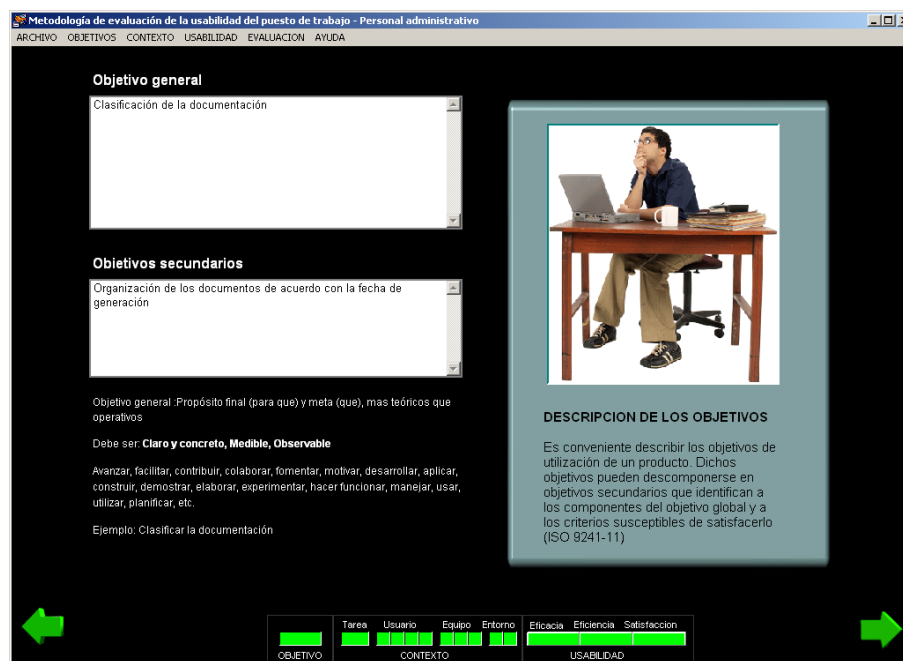 Metodología de evaluación de la usabilidad del puesto de trabajo - Personal administrativo
ARCHIVO OBJETIVOS CONTEXTO USABILIDAD EVALUACION AYUDA
Objetivo general
Clasificación de la documentación
Objetivos secundarios
Organización de los documentos de acuerdo con la fecha de
generación
Objetivo general :Propósito final (para que) y meta (que), mas teóricos que
operativos
Debe ser: Claro y concreto, Medible, Observable
Avanzar, facilitar, contribuir, colaborar, fomentar, motivar, desarrollar, aplicar,
construir, demostrar, elaborar, experimentar, hacer funcionar, manejar, usar,
utilizar, planificar, etc.
Ejemplo: Clasificar la documentación
DESCRIPCION DE LOS OBJETIVOS
Es conveniente describir los objetivos de
utilización de un producto. Dichos
objetivos pueden descomponerse en
objetivos secundarios que identifican a
los componentes del objetivo global y a
los criterios susceptibles de satisfacerlo
(ISO 9241-11)
Tarea Usuario Equipo Entorno Eficacia Eficiencia Satisfaccion
OBJETIVO CONTEXTO USABILIDAD